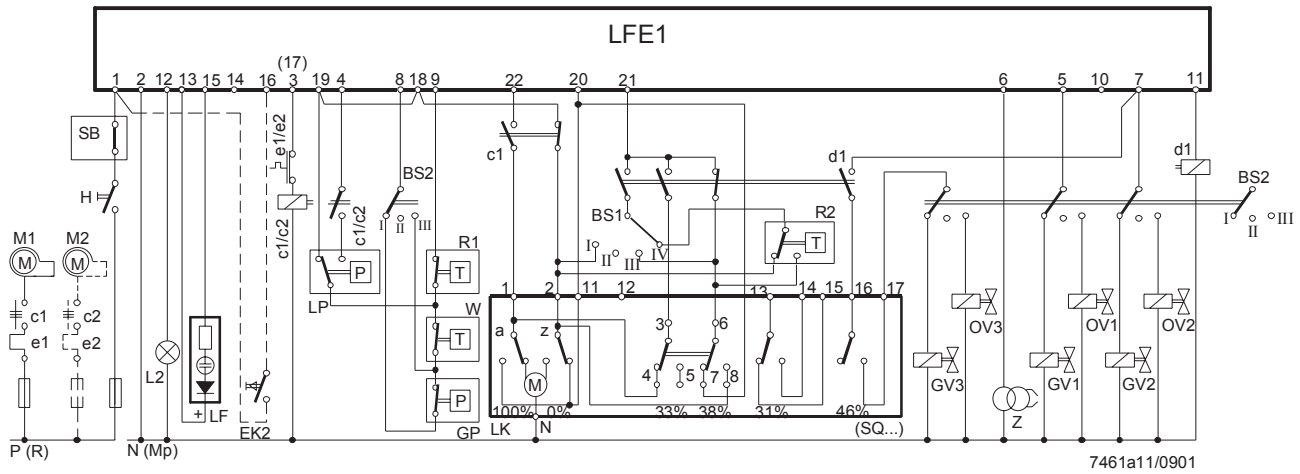 LFE1
(17)
1 2 12 13 15 14 16 3 19 4 8 18 9 22 20 21 6 5 10 7 11
SB
e1/e2
c1
d1
d1
H
BS2
BS2
c1/c2
c1/c2
BS1
R2
T
I II III
I II III IV
I II III
M1 M2
M M
R1
T
P
LP
c1 c2
e1 e2
W
T
1 2 11 12 13 14 15 16 17
a z
3 6
4 5 7 8
M
OV3 OV1 OV2
L2
GV3 GV1 GV2
P
100% 0% 33% 38% 31% 46%
+ LF
EK2
GP
LK N (SQ...)
Z
P (R) N (Mp)
7461a11/0901